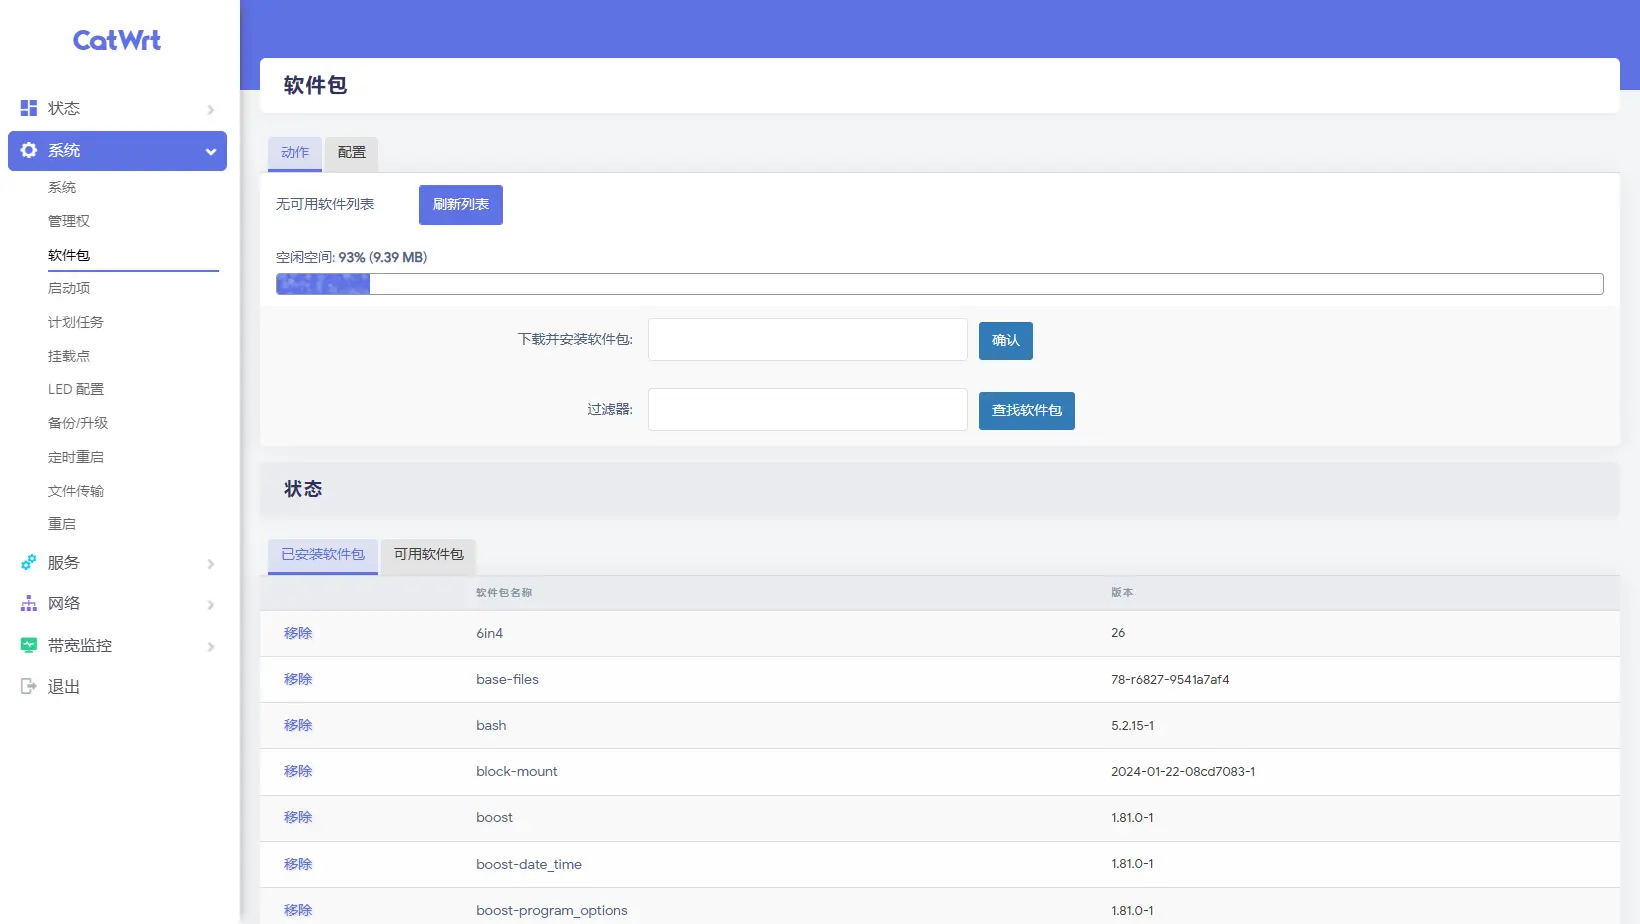 CatWrt
状态
系统
系统
管理权
软件包
启动项
计划任务
挂载点
LED 配置
备份/升级
定时重启
文件传输
重启
服务
网络
带宽监控
退出
软件包
动作 配置
无可用软件列表 刷新列表
空闲空间: 93% (9.39 MB)
下载并安装软件包: 确认
过滤器: 查找软件包
状态
已安装软件包 可用软件包
软件包名称 版本
移除 6in4 26
移除 base-files 78-r6827-9541a7af4
移除 bash 5.2.15-1
移除 block-mount 2024-01-22-08cd7083-1
移除 boost 1.81.0-1
移除 boost-date_time 1.81.0-1
移除 boost-program_options 1.81.0-1